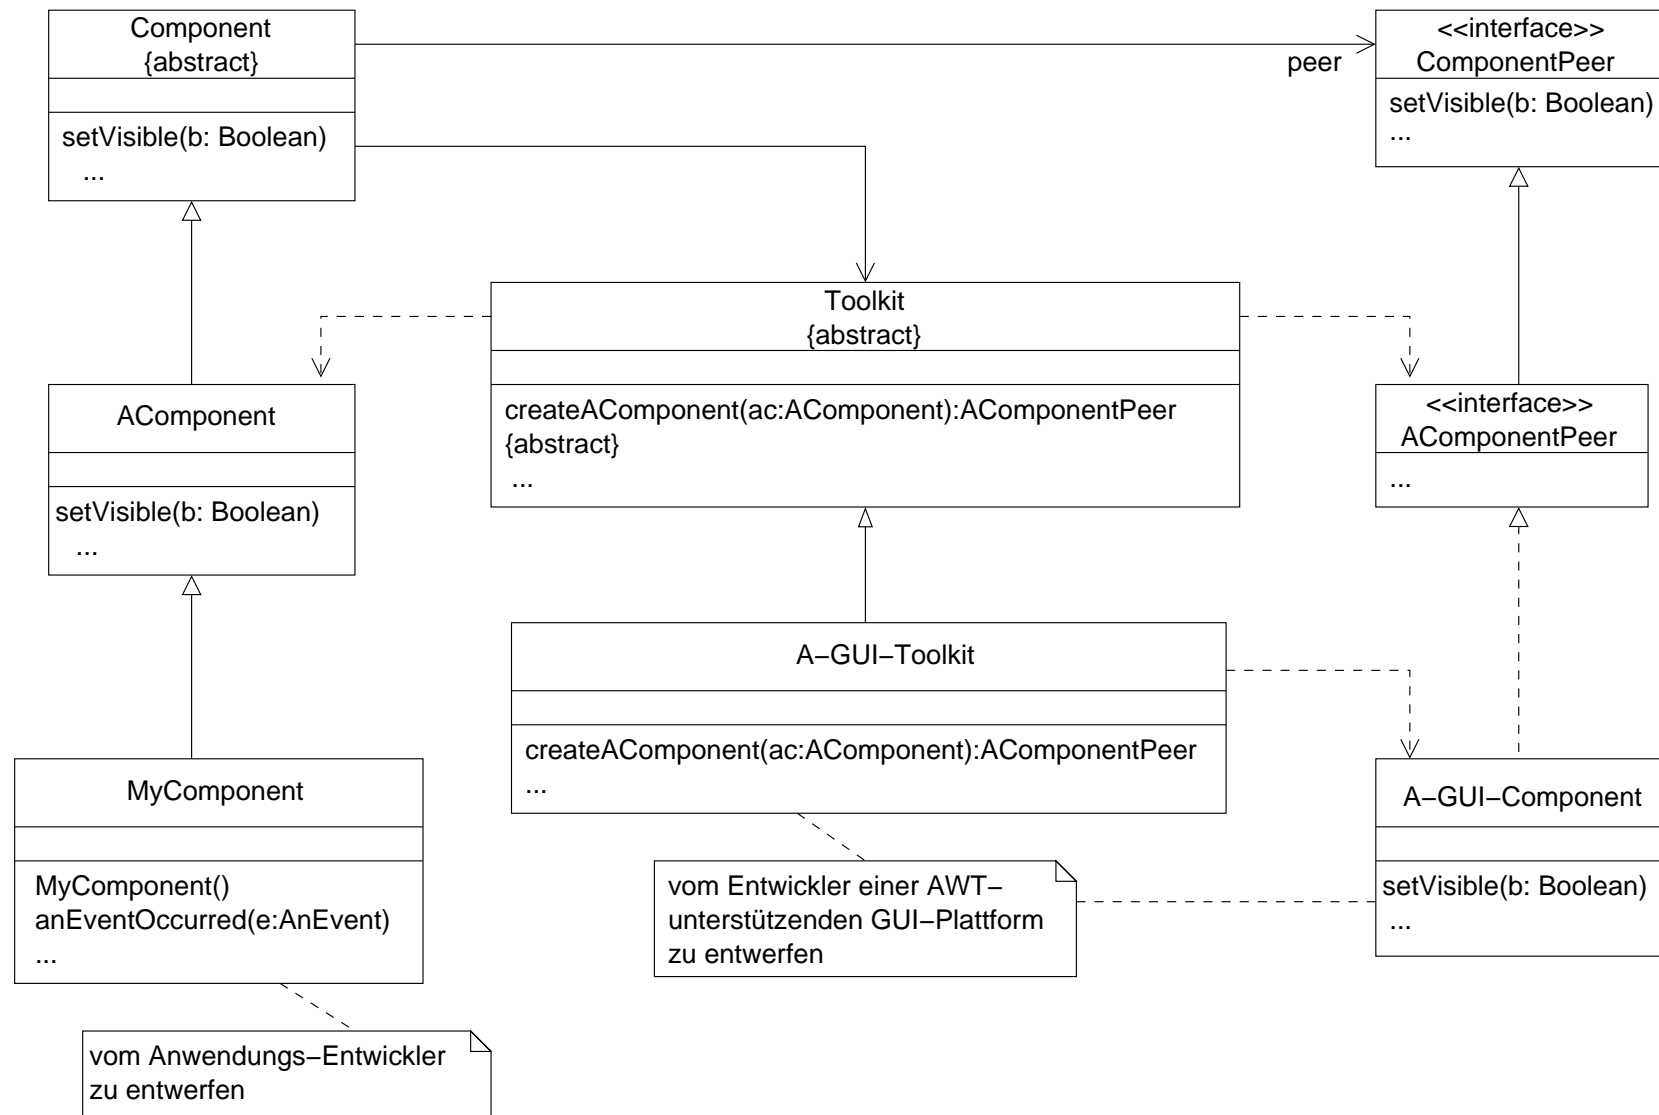 Component
{abstract}
setVisible(b: Boolean)
...
peer
<<interface>>
ComponentPeer
setVisible(b: Boolean)
...
Toolkit
{abstract}
createAComponent(ac:AComponent):AComponentPeer
{abstract}
...
AComponent
setVisible(b: Boolean)
...
<<interface>>
AComponentPeer
...
A−GUI−Toolkit
createAComponent(ac:AComponent):AComponentPeer
...
MyComponent
MyComponent()
anEventOccurred(e:AnEvent)
...
A−GUI−Component
setVisible(b: Boolean)
...
vom Entwickler einer AWT−
unterstützenden GUI−Plattform
zu entwerfen
vom Anwendungs−Entwickler
zu entwerfen